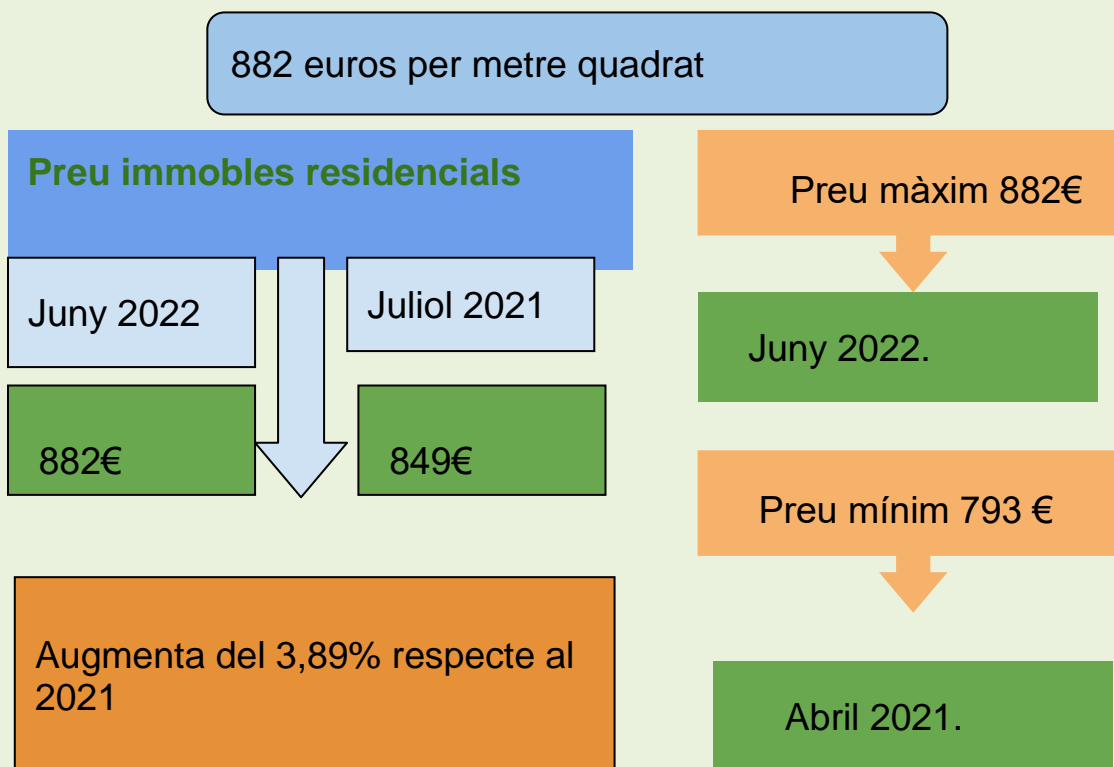 882 euros per metre quadrat
Preu immobles residencials
Juny 2022
Juliol 2021
882€
849€
Augmenta del 3,89% respecte al
2021
Preu màxim 882€
Juny 2022.
Preu mínim 793 €
Abril 2021.